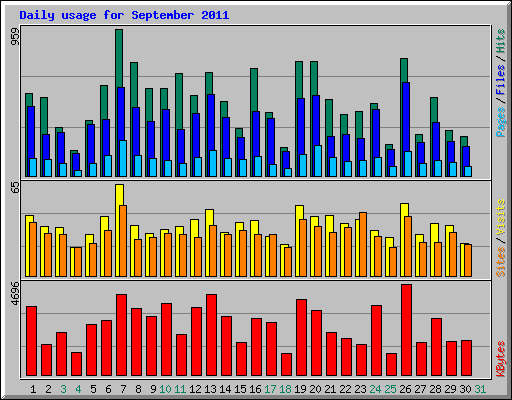 Daily usage for September 2011
959
Pages / Files / Hits
65
Sites / Visits
4696
KBytes
1 2 3 4 5 6 7 8 9 10 11 12 13 14 15 16 17 18 19 20 21 22 23 24 25 26 27 28 29 30 31